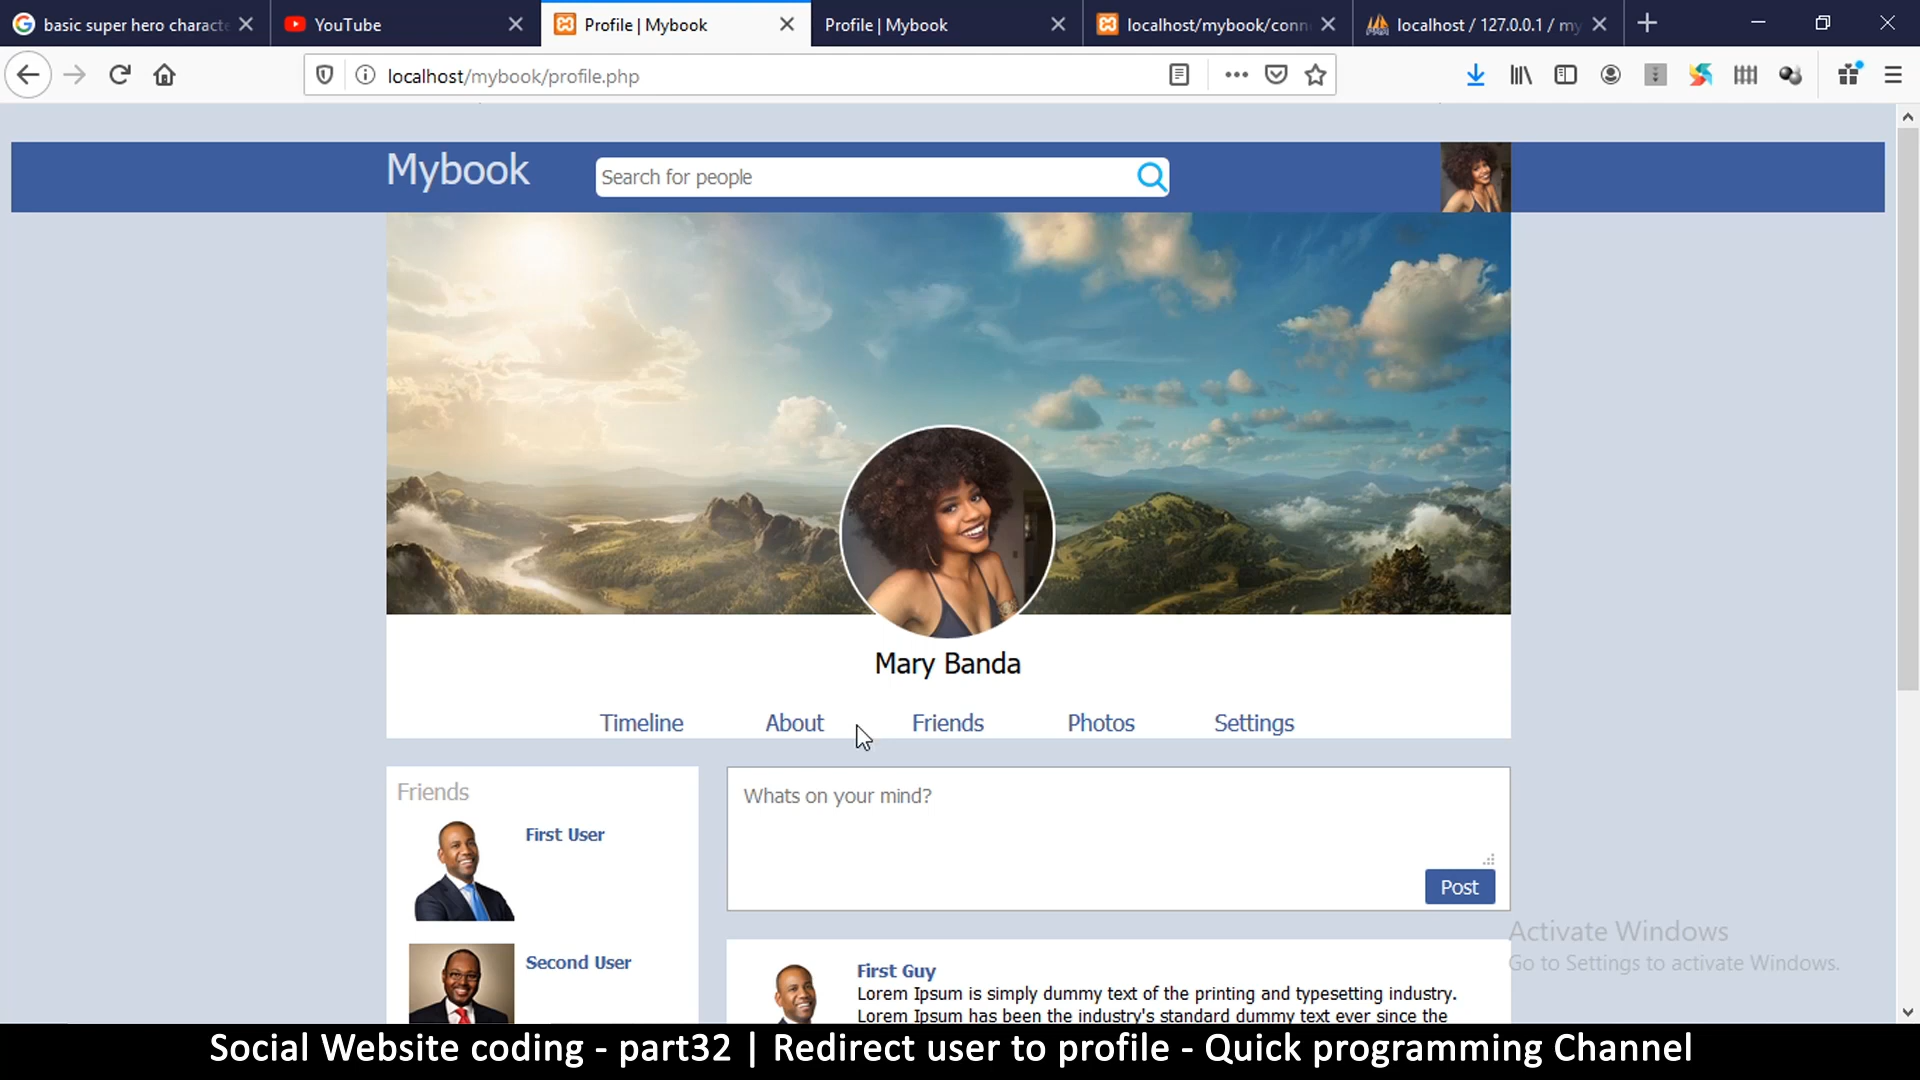 basic super hero characte
YouTube
Profile | Mybook
Profile | Mybook
localhost/mybook/conn
localhost / 127.0.0.1 / my
localhost/mybook/profile.php
Mybook
Search for people
Mary Banda
Timeline
About
Friends
Photos
Settings
Friends
First User
Second User
Whats on your mind?
Post
First Guy
Lorem Ipsum is simply dummy text of the printing and typesetting industry.
Lorem Ipsum has been the industry's standard dummy text ever since the
Activate Windows
Go to Settings to activate Windows.
Social Website coding - part32 | Redirect user to profile - Quick programming Channel